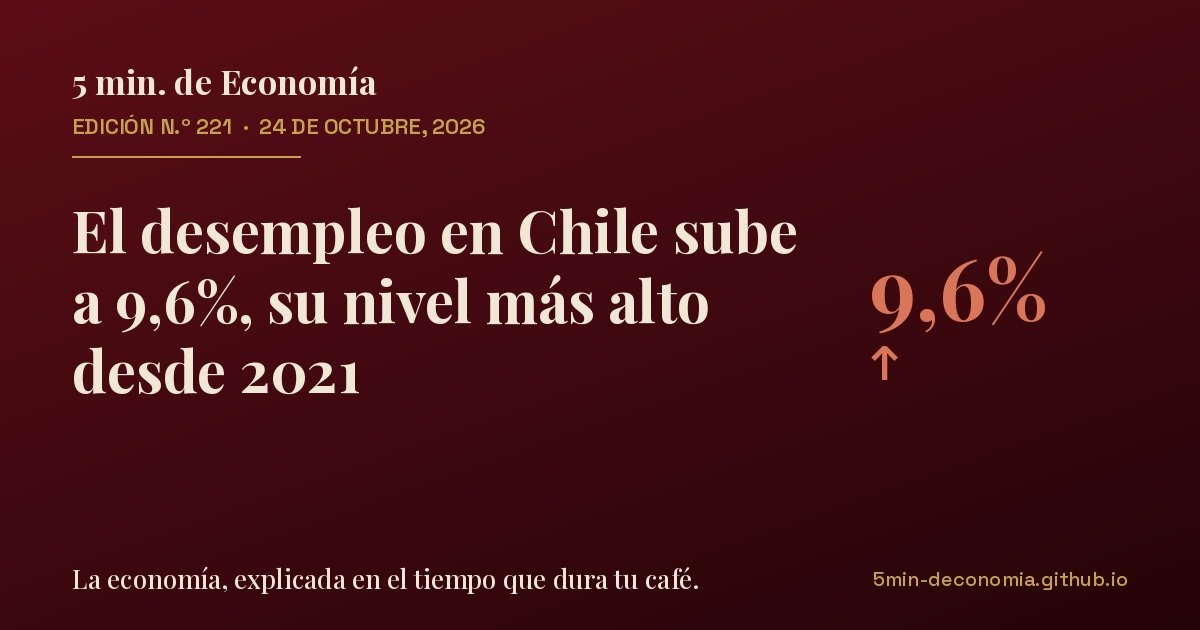 5 min. de Economía
EDICIÓN N.º 221 · 24 DE OCTUBRE, 2026
El desempleo en Chile sube
a 9,6%, su nivel más alto
desde 2021
9,6%
↑
La economía, explicada en el tiempo que dura tu café.
5min-deconomia.github.io